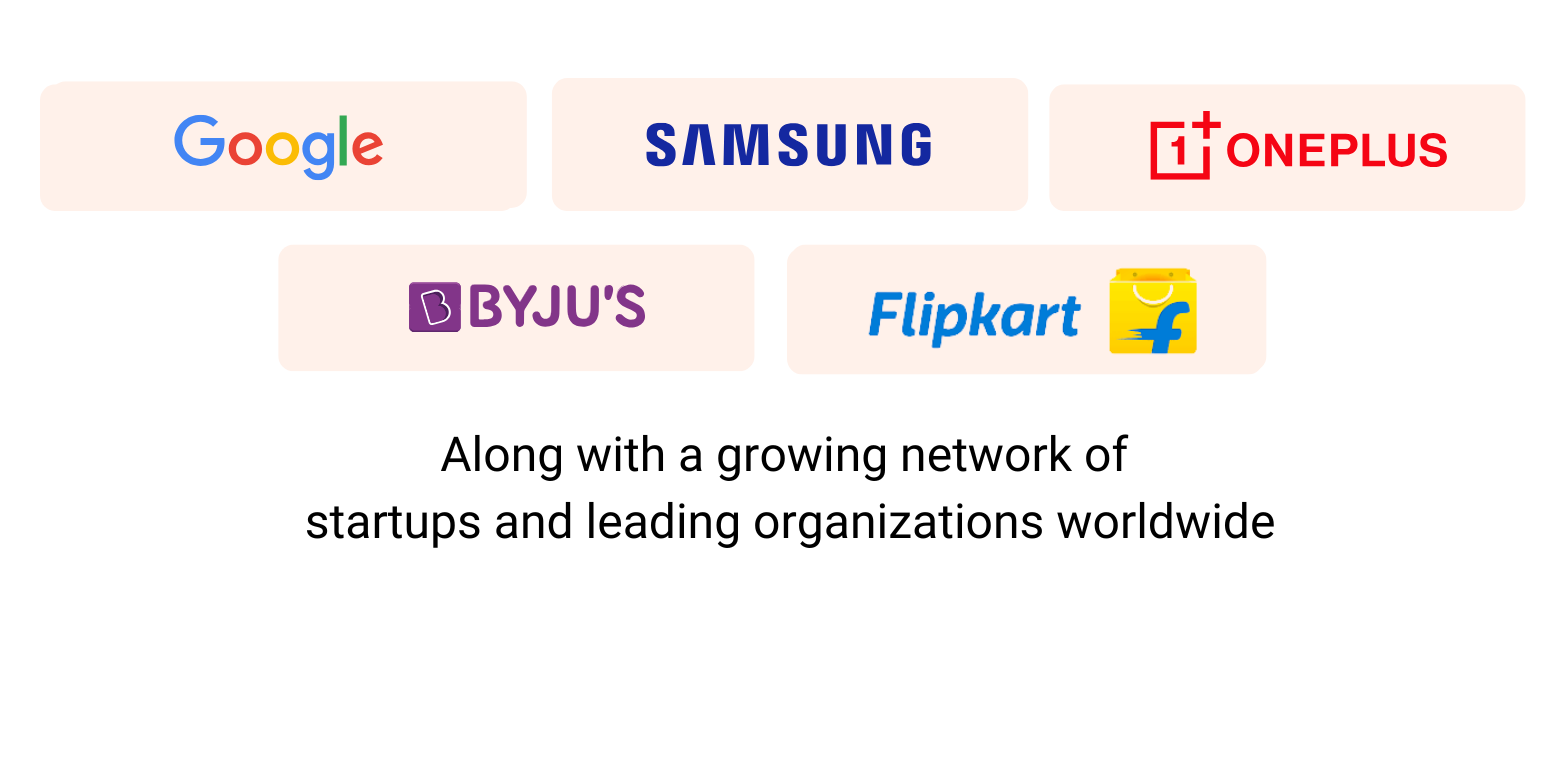 Google
SAMSUNG
1+ ONEPLUS
B BYJU'S
Flipkart f
Along with a growing network of
startups and leading organizations worldwide